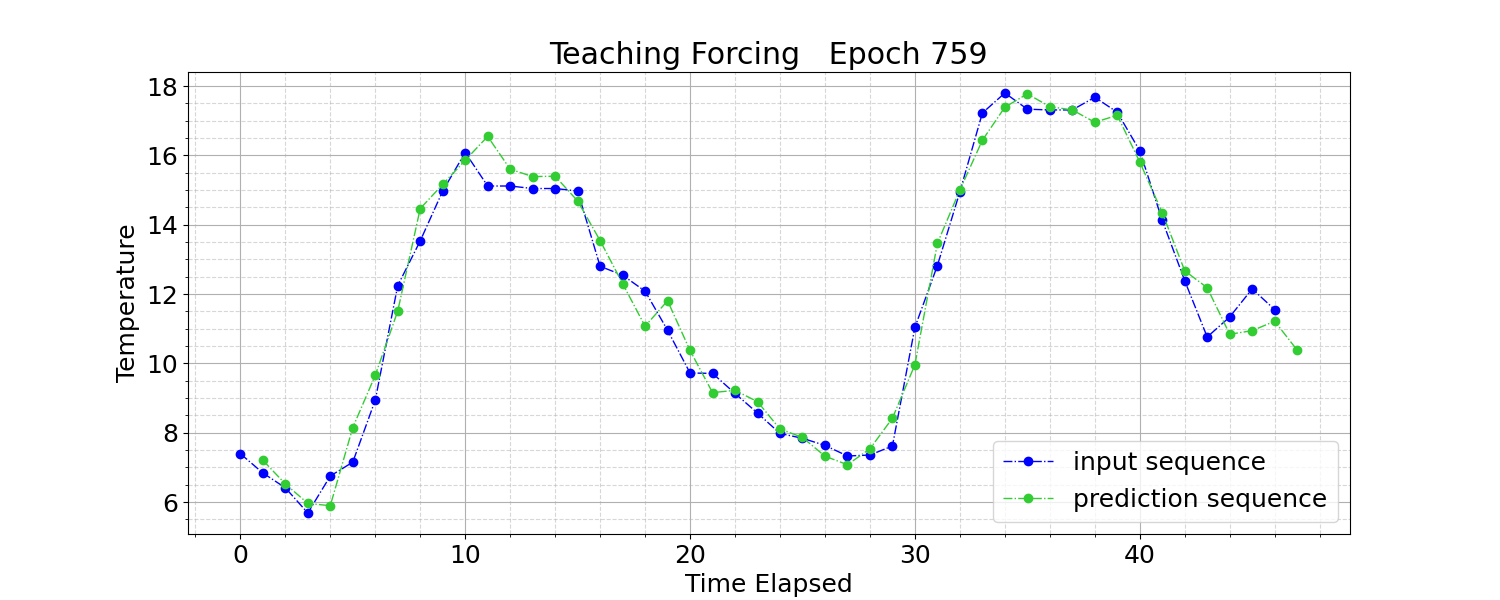 Teaching Forcing   Epoch 759
18
16
14
12
10
8
6
Temperature
input sequence
prediction sequence
0 10 20 30 40
Time Elapsed